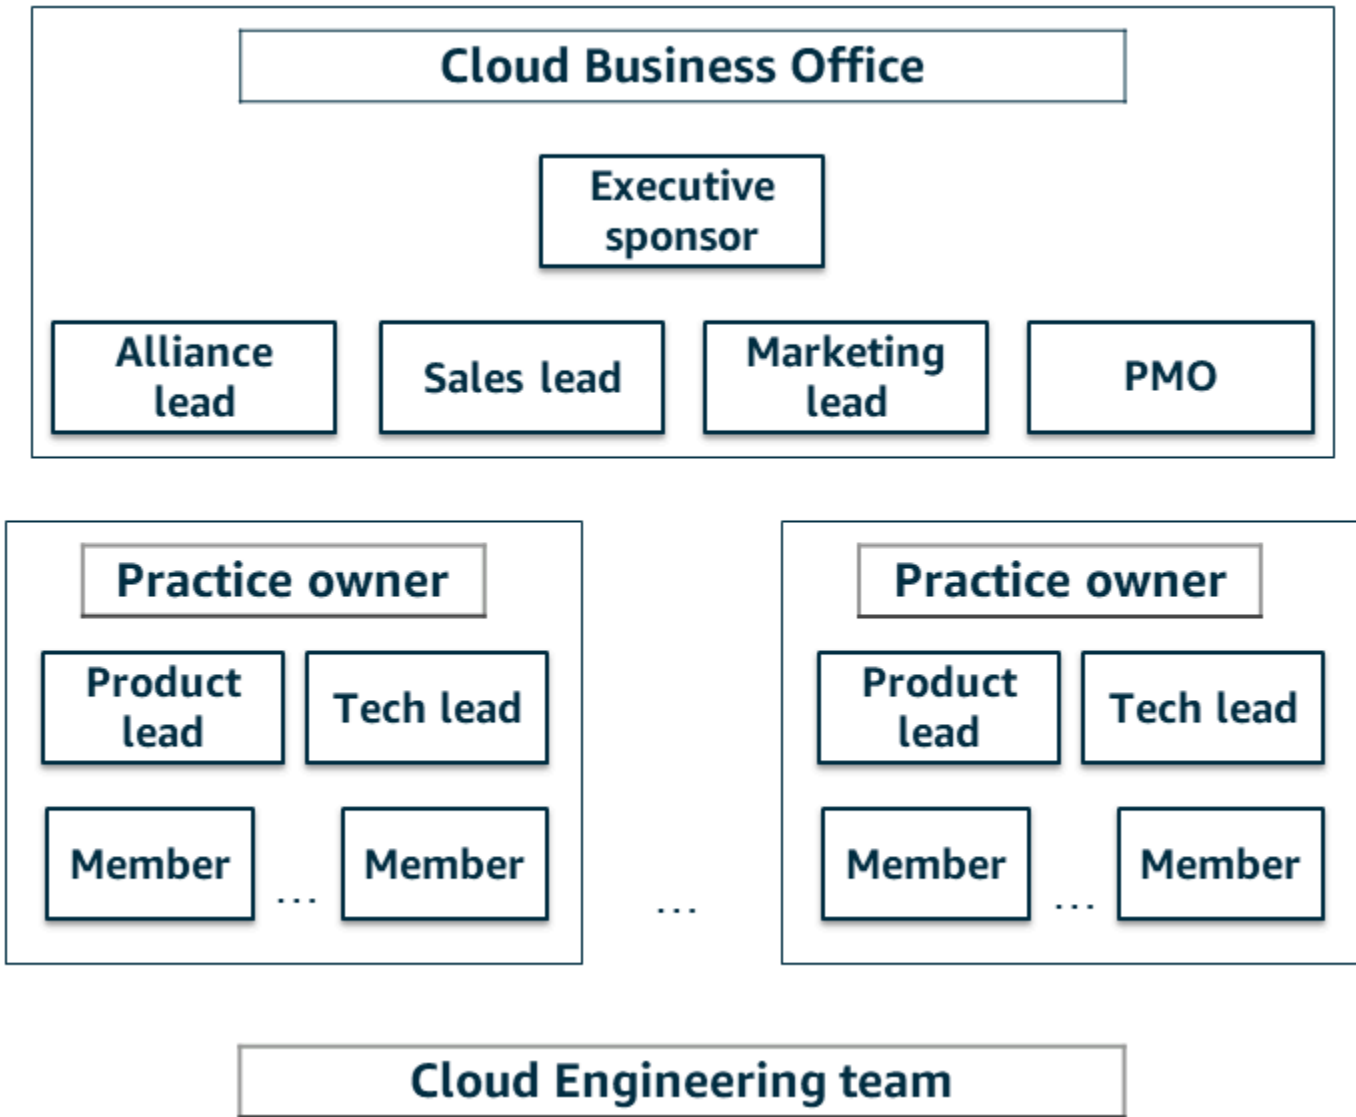 Cloud Business Office
Executive
sponsor
Alliance
lead
Sales lead
Marketing
lead
PMO
Practice owner
Product
lead
Tech lead
Member
...
Member
...
Practice owner
Product
lead
Tech lead
Member
...
Member
Cloud Engineering team